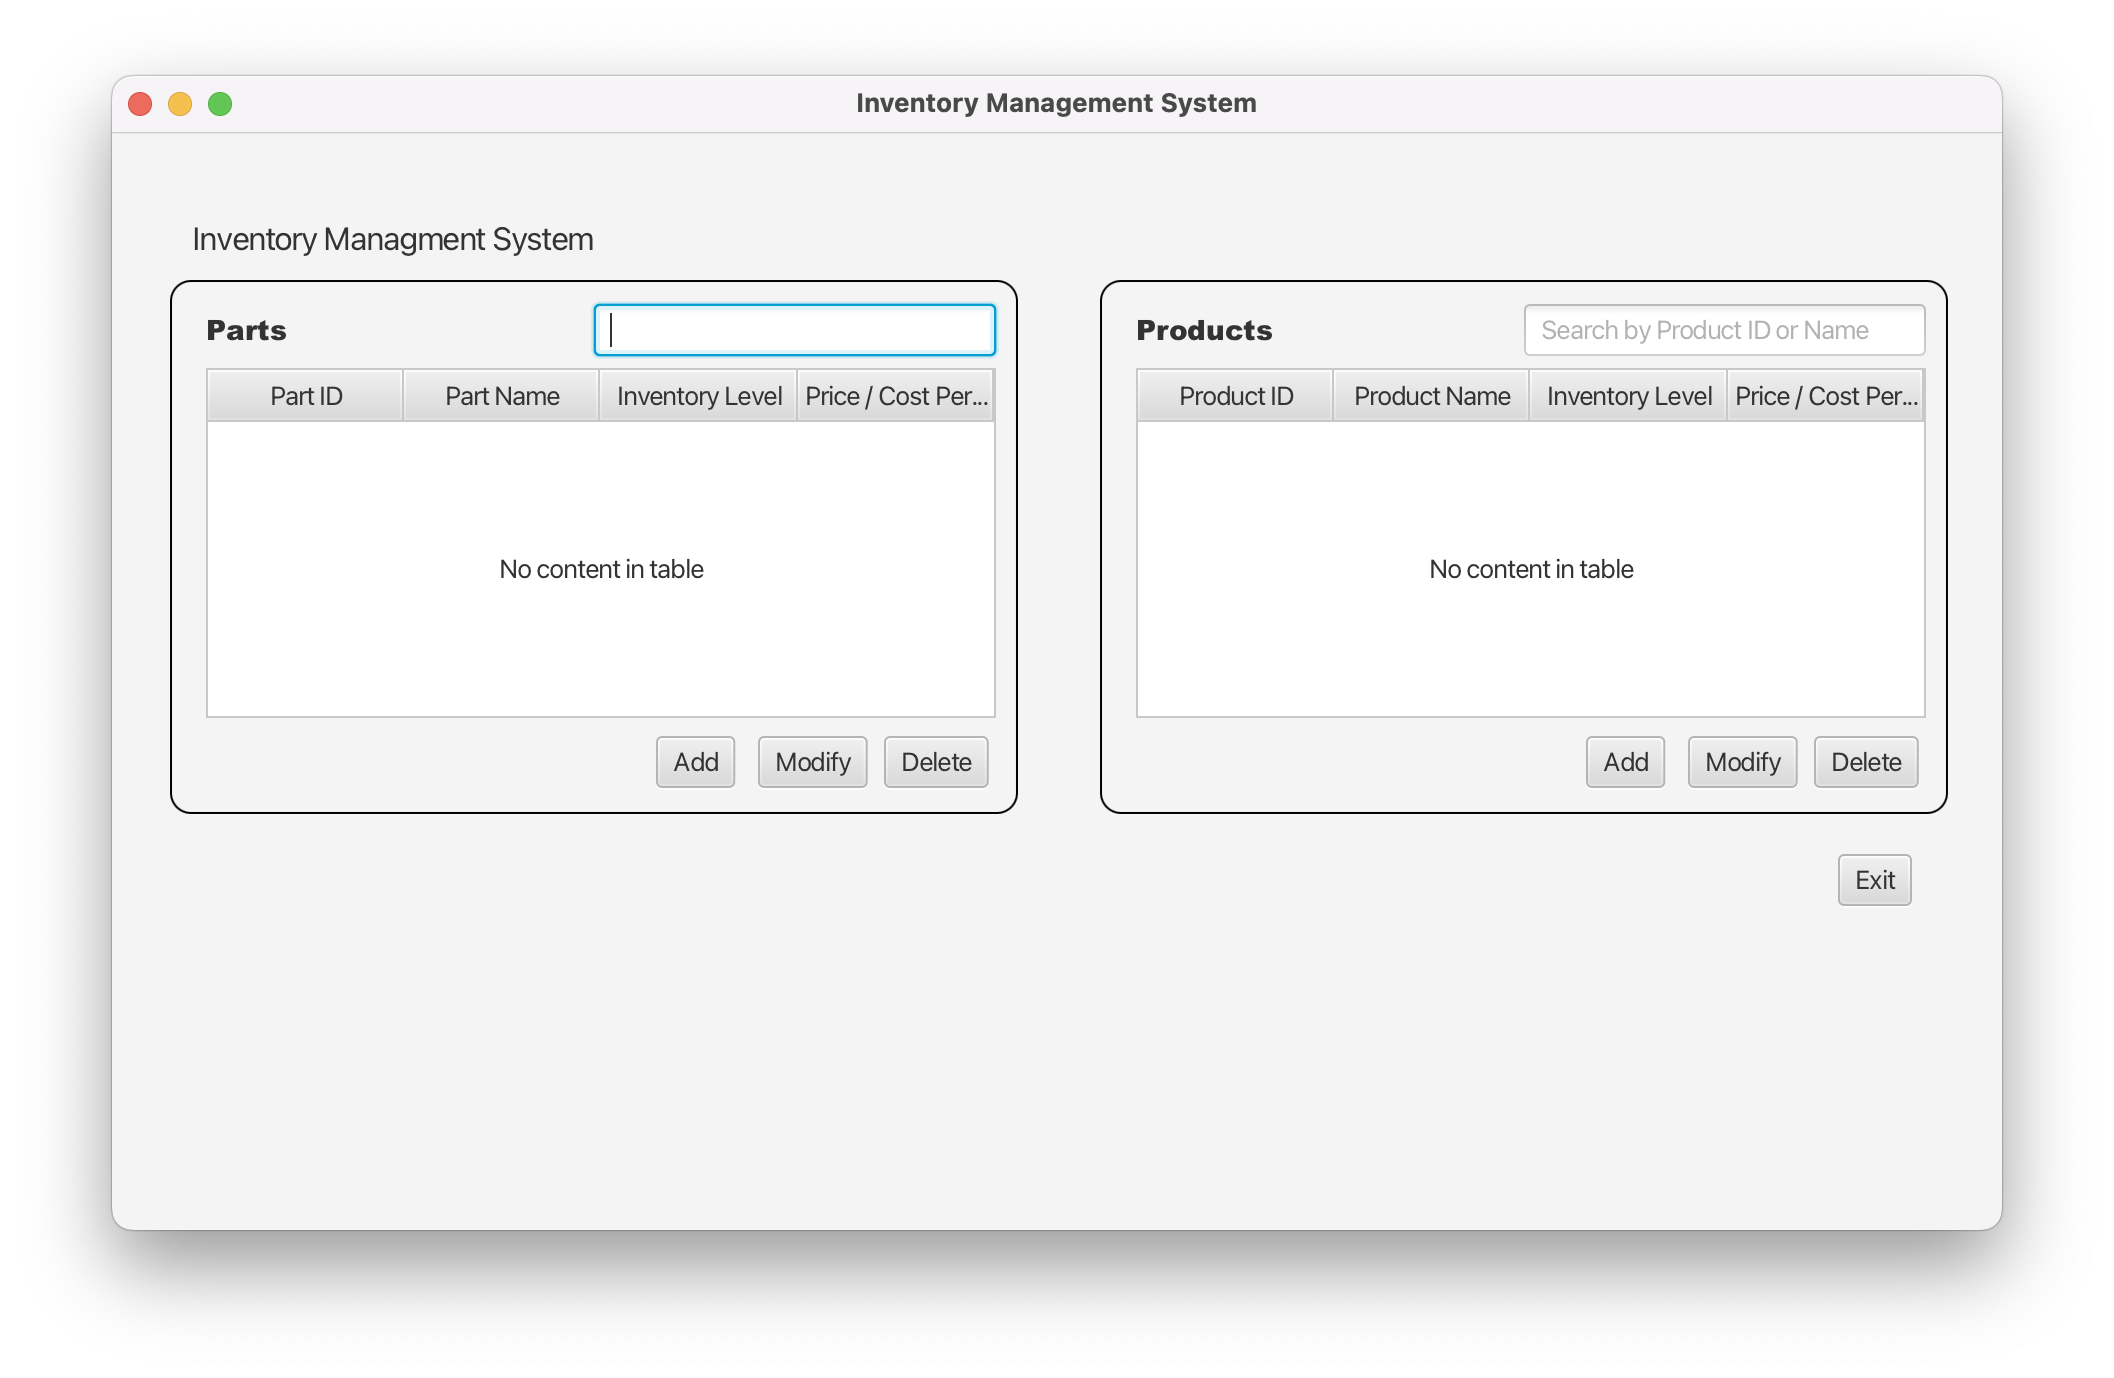 Inventory Management System
Inventory Managment System
Parts
Part ID Part Name Inventory Level Price / Cost Per...
No content in table
Add Modify Delete
Products Search by Product ID or Name
Product ID Product Name Inventory Level Price / Cost Per...
No content in table
Add Modify Delete
Exit